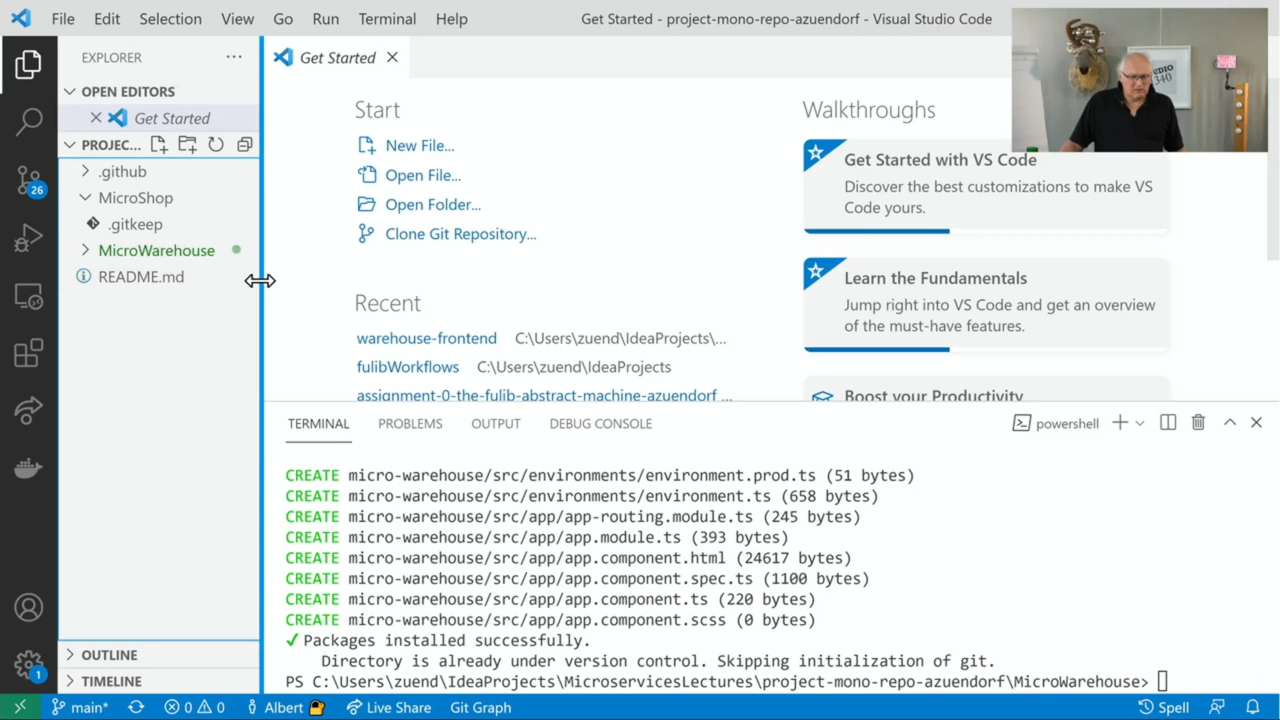 File Edit Selection View Go Run Terminal Help Get Started - project-mono-repo-azuendorf - Visual Studio Code
EXPLORER ···
Get Started
OPEN EDITORS
Get Started
PROJEC...
.github
MicroShop
.gitkeep
MicroWarehouse
README.md
OUTLINE
TIMELINE
26
1
Start
New File...
Open File...
Open Folder...
Clone Git Repository...
Recent
warehouse-frontend C:\Users\zuend\IdeaProjects\...
fulibWorkflows C:\Users\zuend\IdeaProjects
assignment-0-the-fulib-abstract-machine-azuendorf ...
Walkthroughs
Get Started with VS Code
Discover the best customizations to make VS
Code yours.
Learn the Fundamentals
Jump right into VS Code and get an overview
of the must-have features.
Boost your Productivity
340
TERMINAL PROBLEMS OUTPUT DEBUG CONSOLE powershell
CREATE micro-warehouse/src/environments/environment.prod.ts (51 bytes)
CREATE micro-warehouse/src/environments/environment.ts (658 bytes)
CREATE micro-warehouse/src/app/app-routing.module.ts (245 bytes)
CREATE micro-warehouse/src/app/app.module.ts (393 bytes)
CREATE micro-warehouse/src/app/app.component.html (24617 bytes)
CREATE micro-warehouse/src/app/app.component.spec.ts (1100 bytes)
CREATE micro-warehouse/src/app/app.component.ts (220 bytes)
CREATE micro-warehouse/src/app/app.component.scss (0 bytes)
✓ Packages installed successfully.
Directory is already under version control. Skipping initialization of git.
PS C:\Users\zuend\IdeaProjects\MicroservicesLectures\project-mono-repo-azuendorf\MicroWarehouse>
main* 0 0 Albert Live Share Git Graph Spell